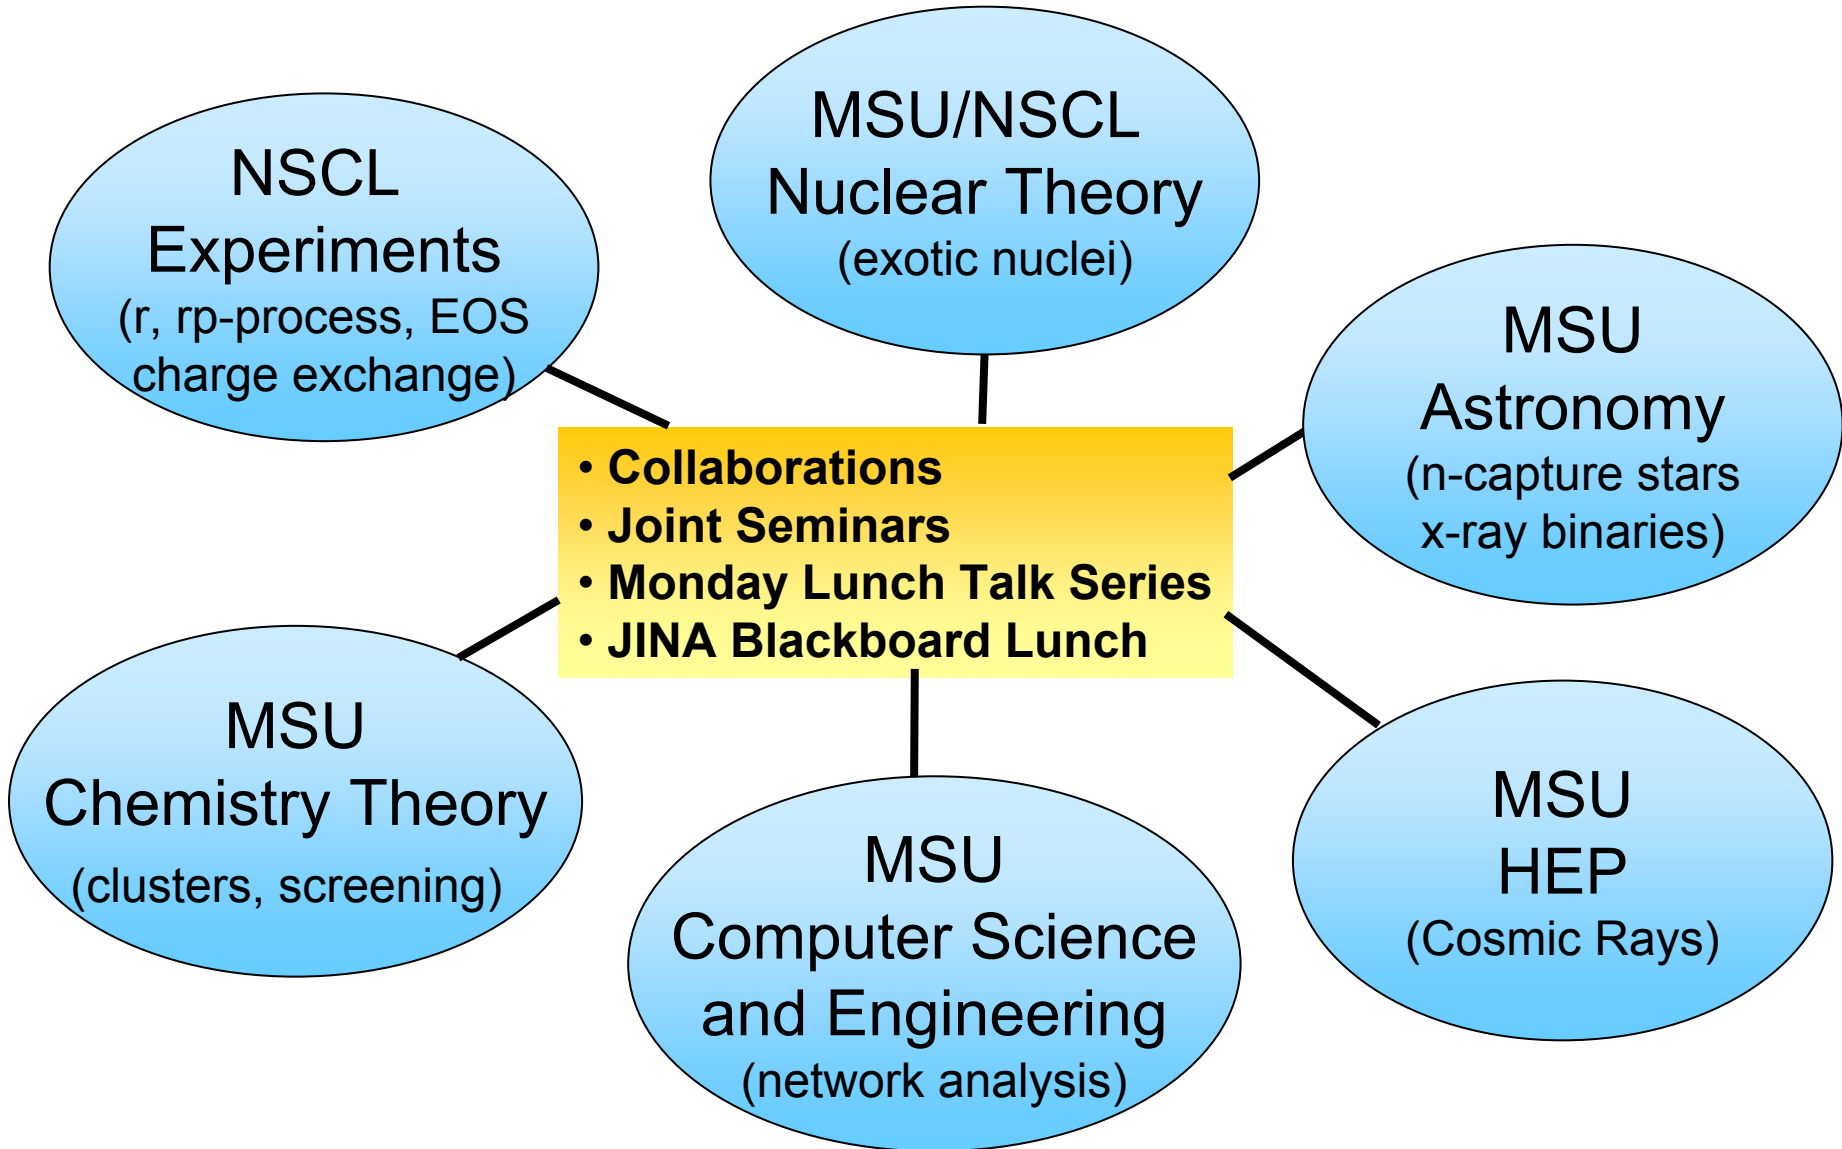 NSCL
Experiments
(r, rp-process, EOS
charge exchange)
MSU/NSCL
Nuclear Theory
(exotic nuclei)
MSU
Astronomy
(n-capture stars
x-ray binaries)
• Collaborations
• Joint Seminars
• Monday Lunch Talk Series
• JINA Blackboard Lunch
MSU
Chemistry Theory
(clusters, screening)
MSU
Computer Science
and Engineering
(network analysis)
MSU
HEP
(Cosmic Rays)